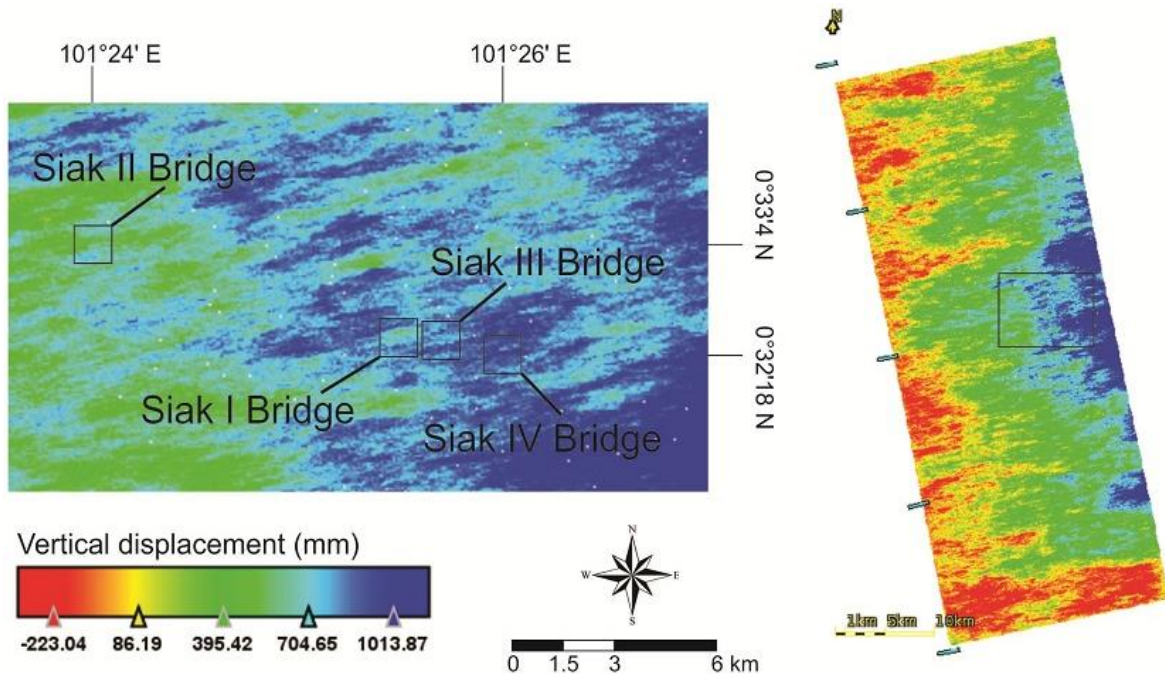 101°24' E
101°26' E
N
Siak II Bridge
0°33'4 N
Siak III Bridge
0°32'18 N
Siak I Bridge
Siak IV Bridge
Vertical displacement (mm)
-223.04 86.19 395.42 704.65 1013.87
N
W E
S
0 1.5 3 6 km
1km 5km 10km